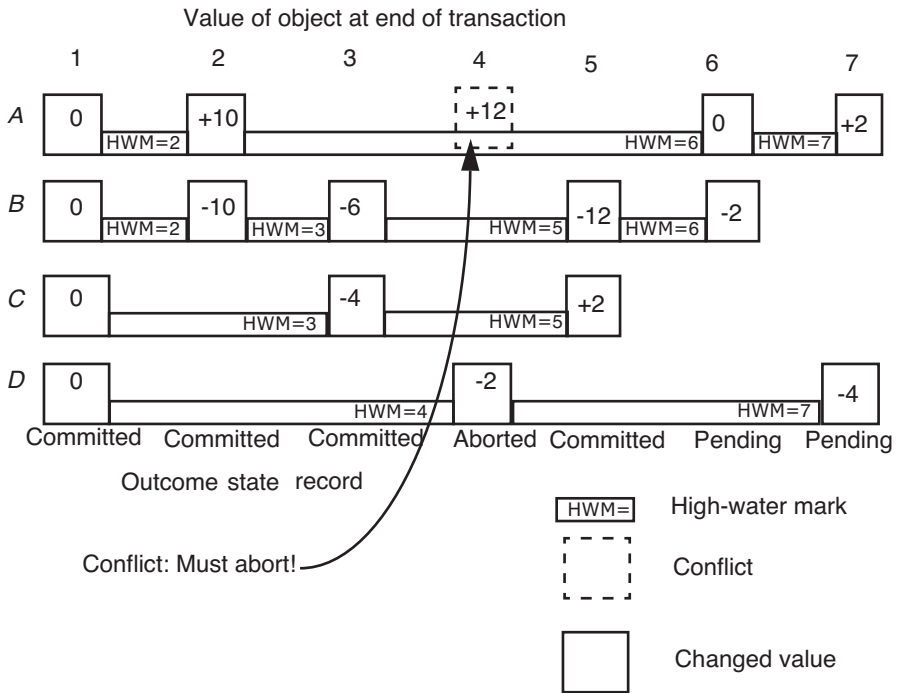 Value of object at end of transaction
1 2 3 4 5 6 7
A 0 HWM=2 +10 +12 HWM=6 0 HWM=7 +2
B 0 HWM=2 -10 HWM=3 -6 HWM=5 -12 HWM=6 -2
C 0 HWM=3 -4 HWM=5 +2
D 0 HWM=4 -2 HWM=7 -4
Committed Committed Committed Aborted Committed Pending Pending
Outcome state record
HWM= High-water mark
Conflict: Must abort!
Conflict
Changed value